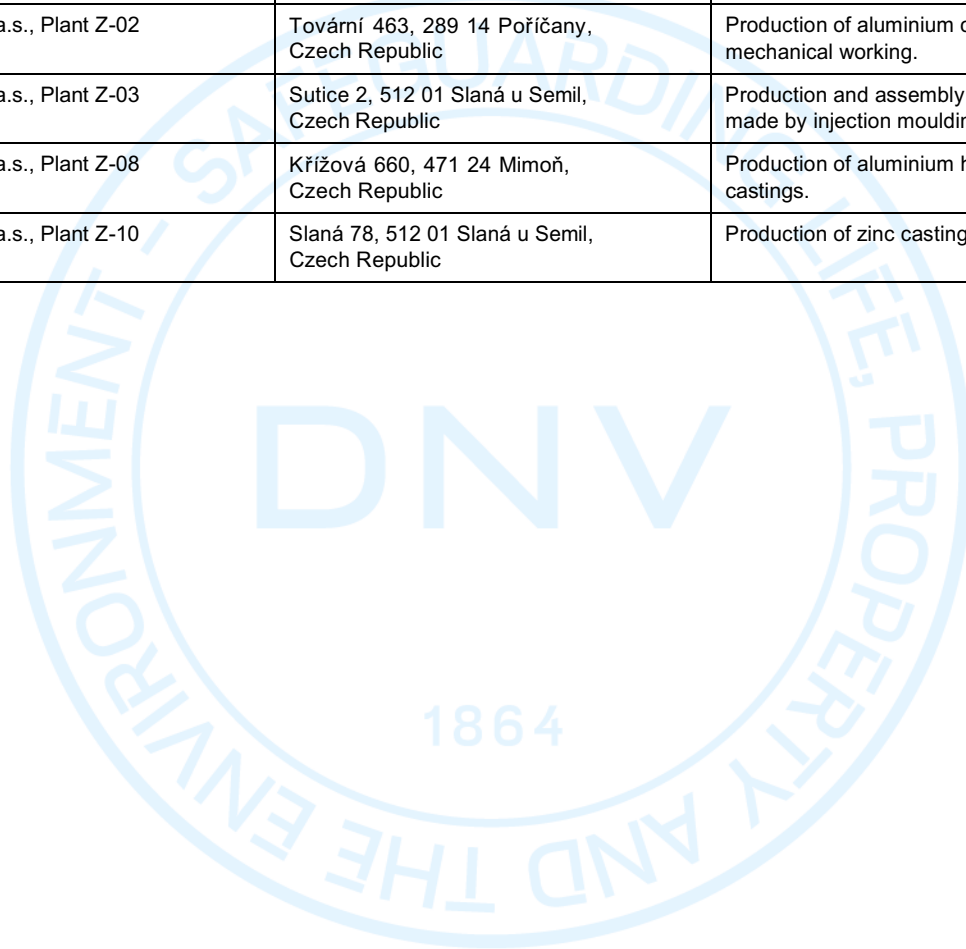 a.s., Plant Z-02
Tovární 463, 289 14 Poříčany,
Czech Republic
Production of aluminium
mechanical working.
a.s., Plant Z-03
Sutice 2, 512 01 Slaná u Semil,
Czech Republic
Production and assembly
made by injection
a.s., Plant Z-08
Křížová 660, 471 24 Mimoň,
Czech Republic
Production of aluminium
castings.
a.s., Plant Z-10
Slaná 78, 512 01 Slaná u Semil,
Czech Republic
Production of zinc
SAFEGUARDING LIFE, PROPERTY AND THE ENVIRONMENT -
DNV
1864